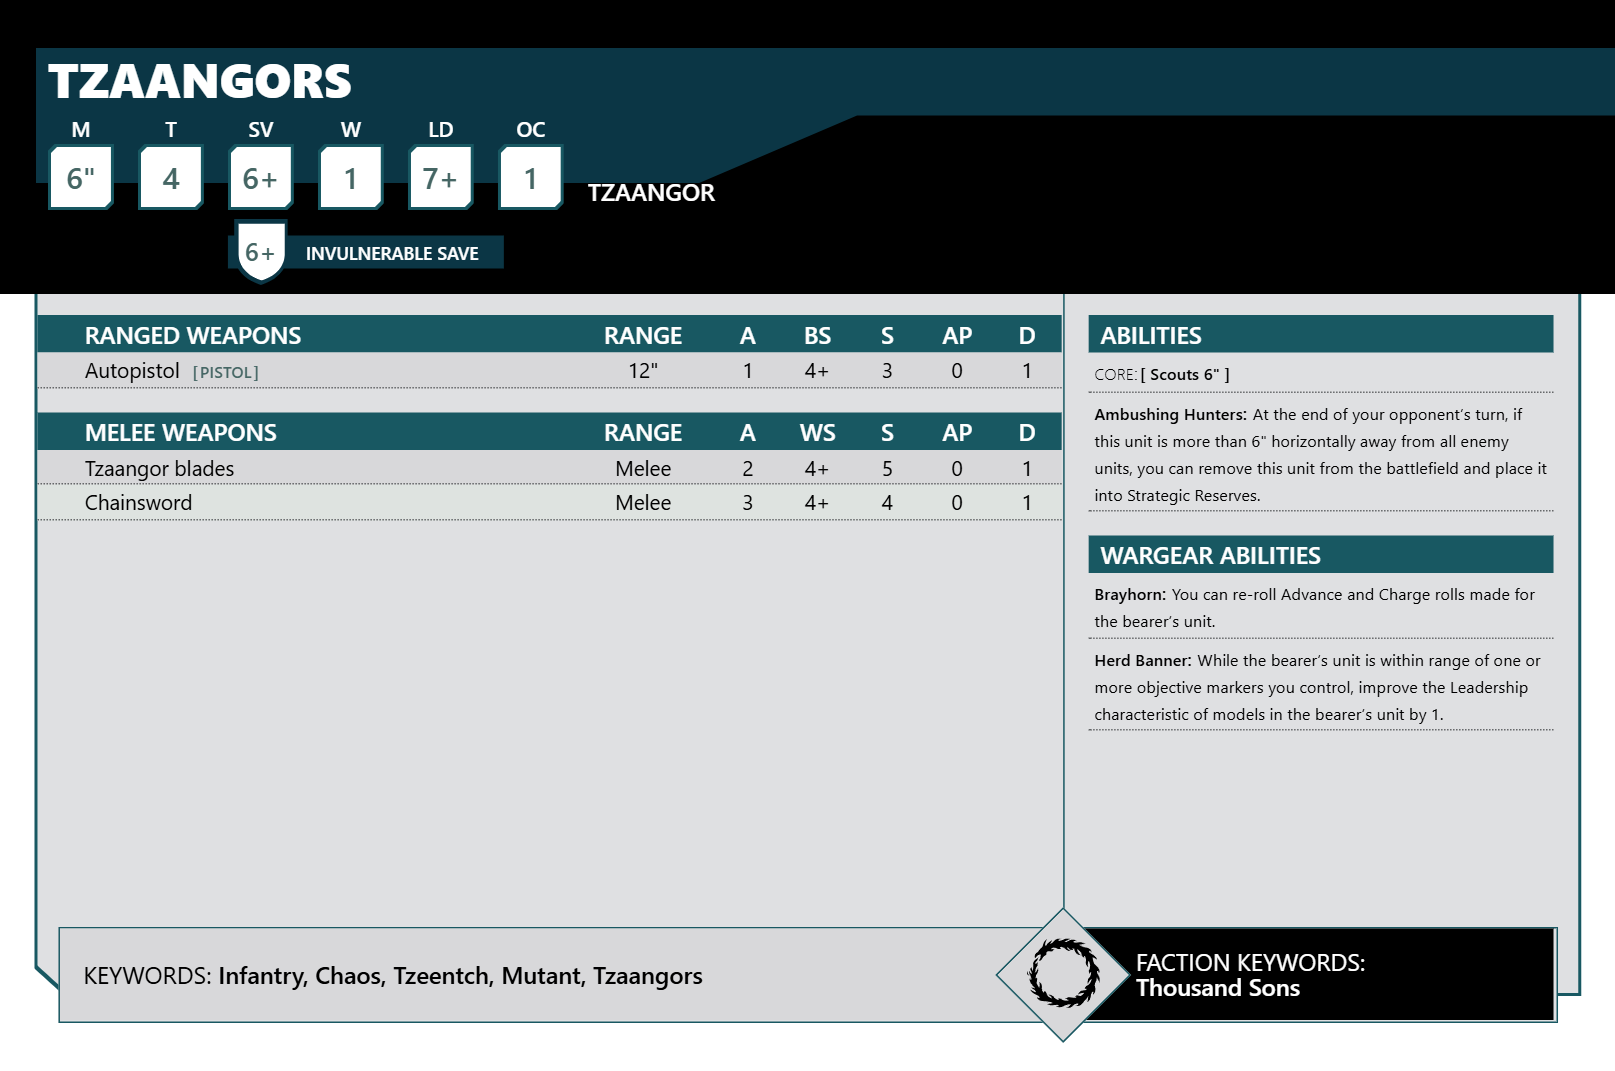 TZAANGORS
M T SV W LD OC
6" 4 6+ 1 7+ 1 TZAANGOR
6+ INVULNERABLE SAVE
RANGED WEAPONS RANGE A BS S AP D
Autopistol [PISTOL] 12" 1 4+ 3 0 1
MELEE WEAPONS RANGE A WS S AP D
Tzaangor blades Melee 2 4+ 5 0 1
Chainsword Melee 3 4+ 4 0 1
ABILITIES
CORE: [ Scouts 6" ]
Ambushing Hunters: At the end of your opponent's turn, if
this unit is more than 6" horizontally away from all enemy
units, you can remove this unit from the battlefield and place it
into Strategic Reserves.
WARGEAR ABILITIES
Brayhorn: You can re-roll Advance and Charge rolls made for
the bearer's unit.
Herd Banner: While the bearer's unit is within range of one or
more objective markers you control, improve the Leadership
characteristic of models in the bearer's unit by 1.
KEYWORDS: Infantry, Chaos, Tzeentch, Mutant, Tzaangors
FACTION KEYWORDS:
Thousand Sons